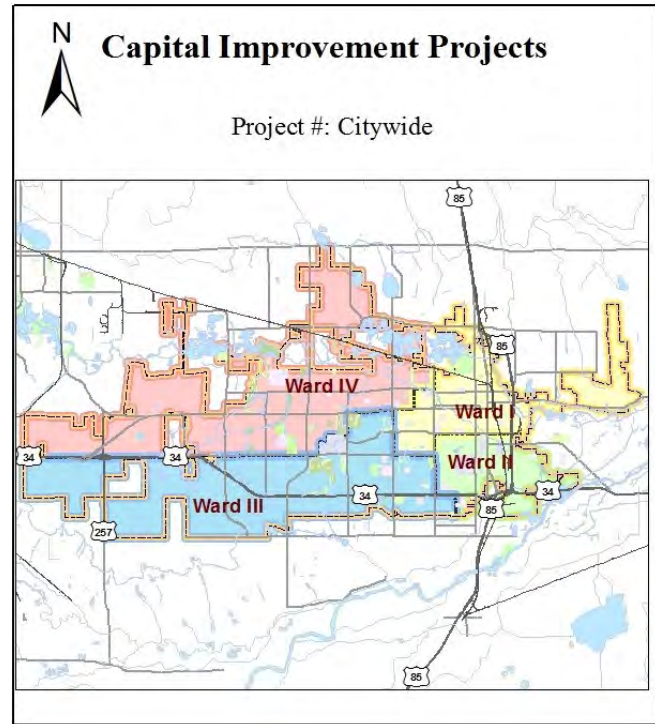 N
Capital Improvement Projects
Project #: Citywide
85
85
Ward IV
Ward I
34
34
Ward II
Ward III
34
34
85
257
85